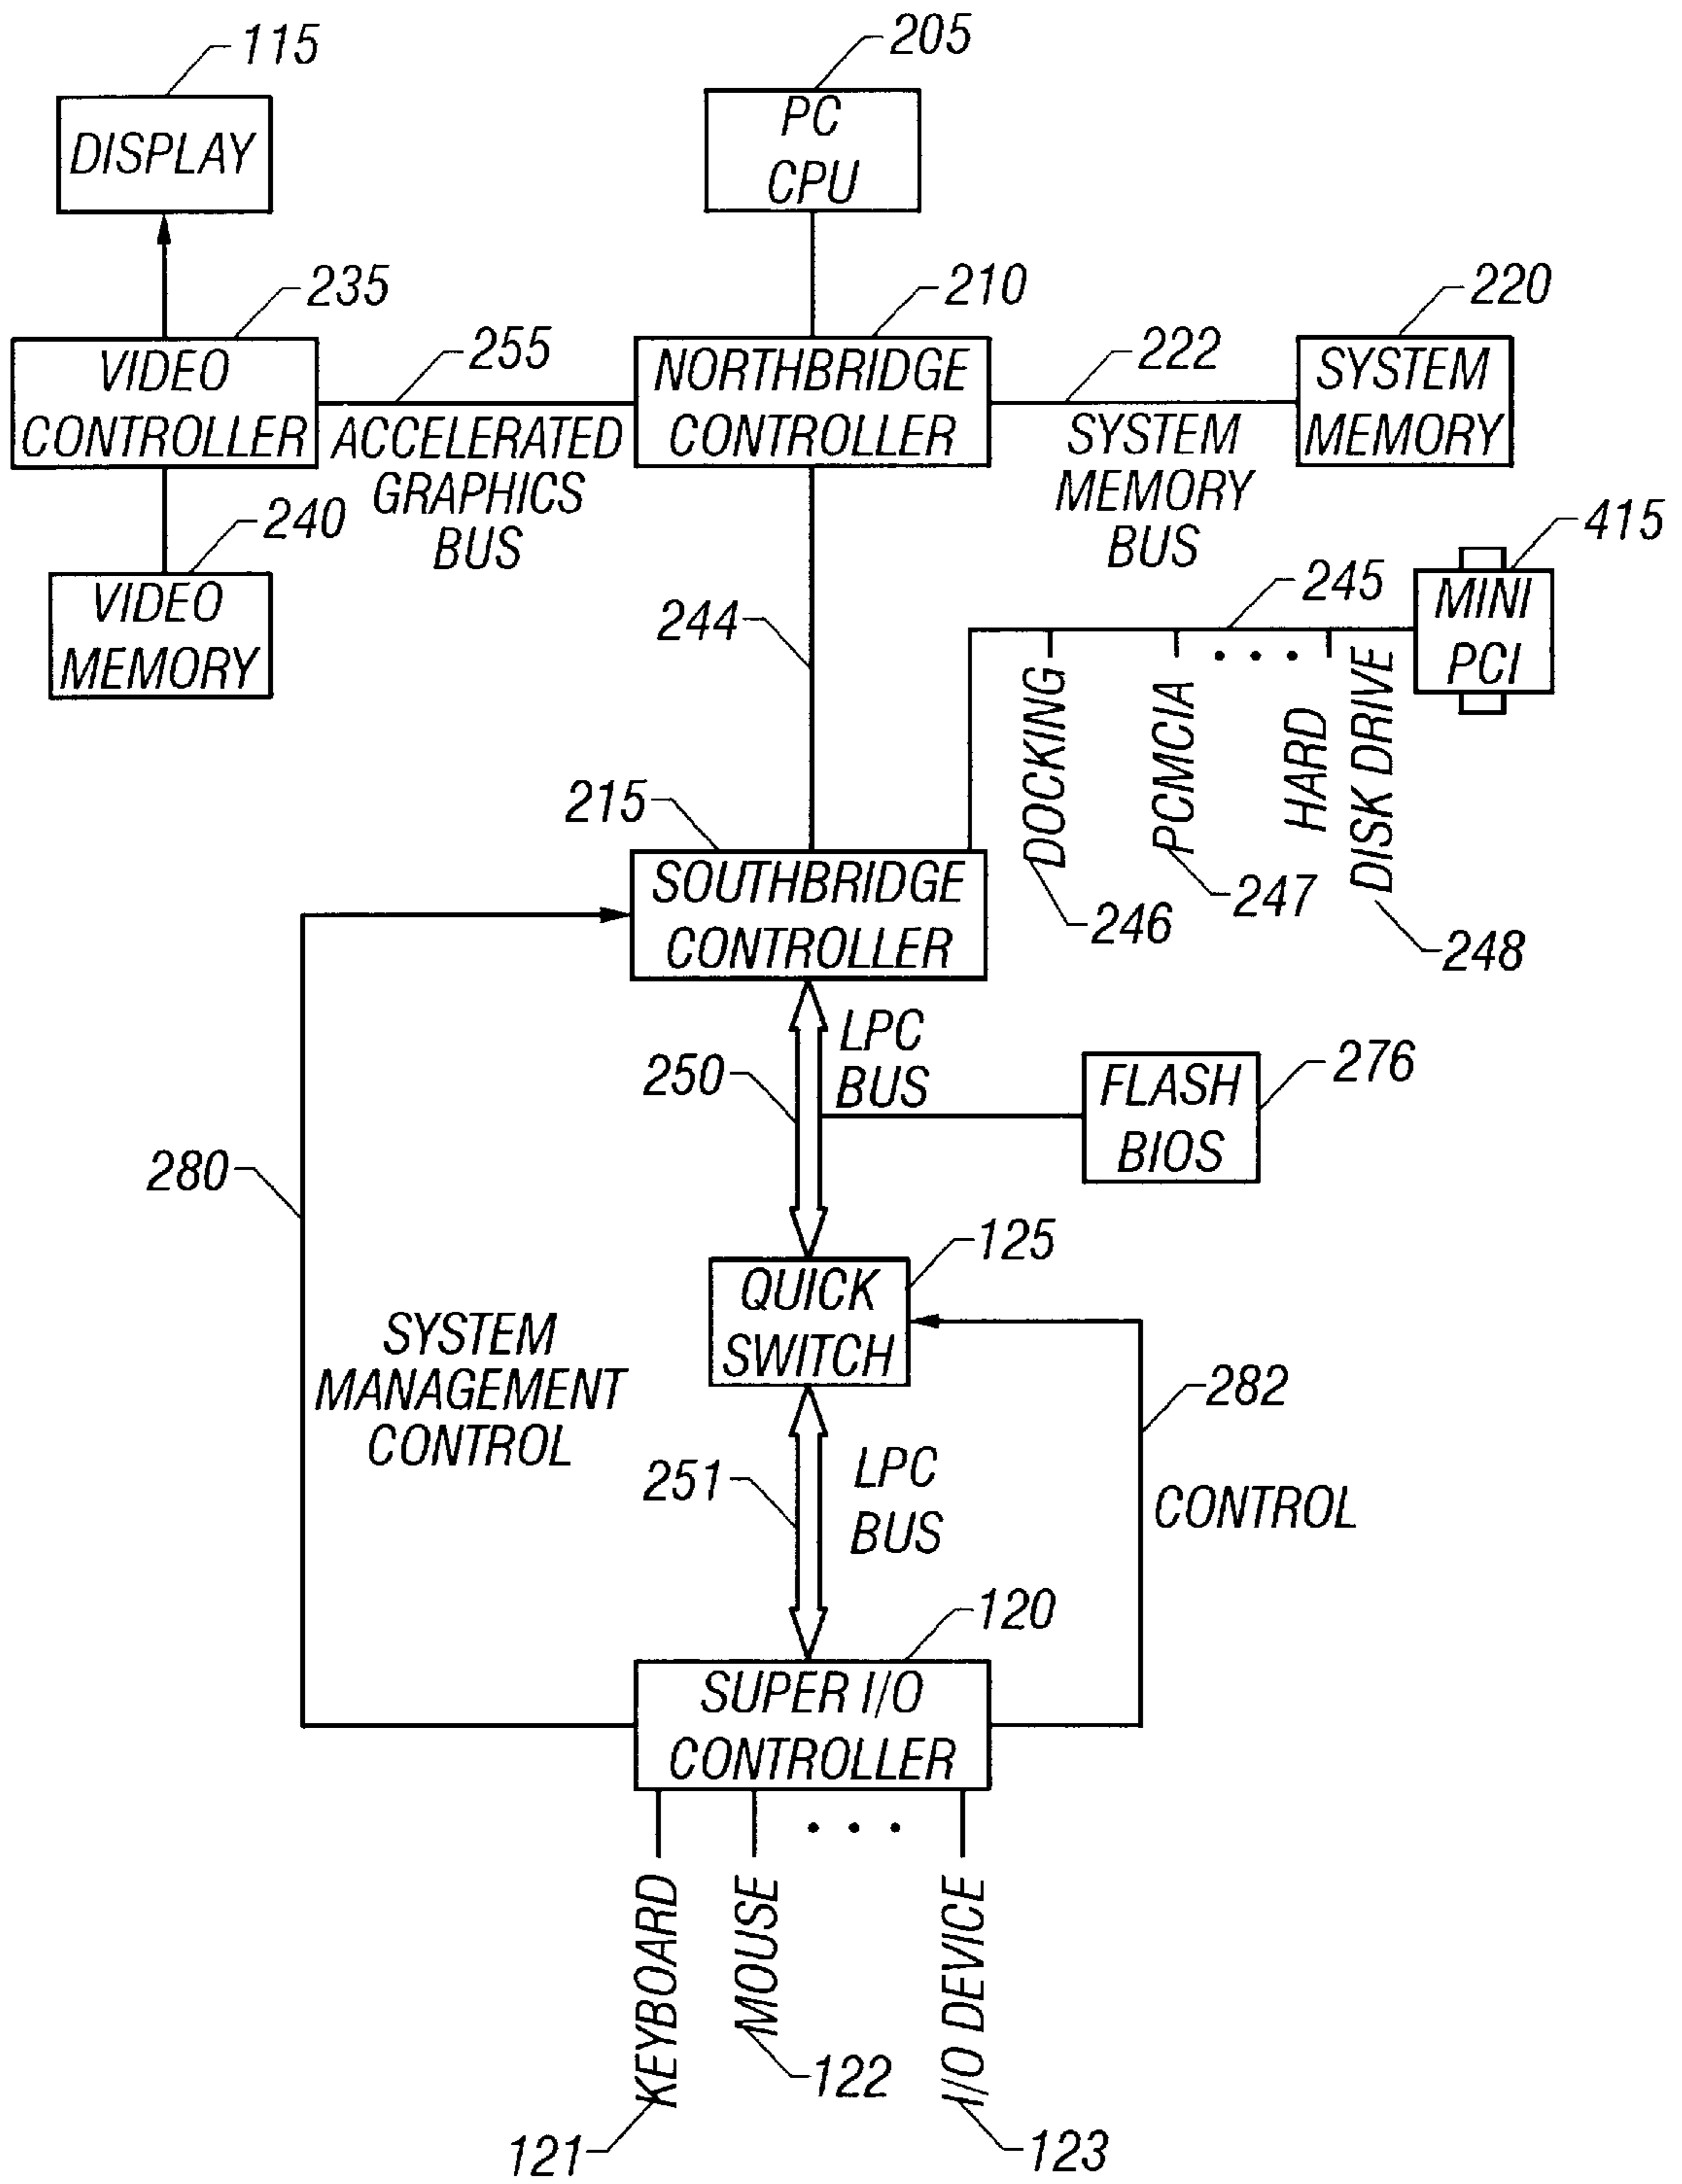 115
DISPLAY
205
PC
CPU
235
VIDEO
CONTROLLER
255
ACCELERATED
GRAPHICS
BUS
210
NORTHBRIDGE
CONTROLLER
222
SYSTEM
MEMORY
BUS
220
SYSTEM
MEMORY
240
VIDEO
MEMORY
244
245
415
MINI
PCI
DOCKING
246
PCMCIA
247
HARD
DISK DRIVE
248
215
SOUTHBRIDGE
CONTROLLER
250
LPC
BUS
276
FLASH
BIOS
280
SYSTEM
MANAGEMENT
CONTROL
125
QUICK
SWITCH
282
CONTROL
251
LPC
BUS
120
SUPER I/O
CONTROLLER
KEYBOARD
121
MOUSE
122
I/O DEVICE
123